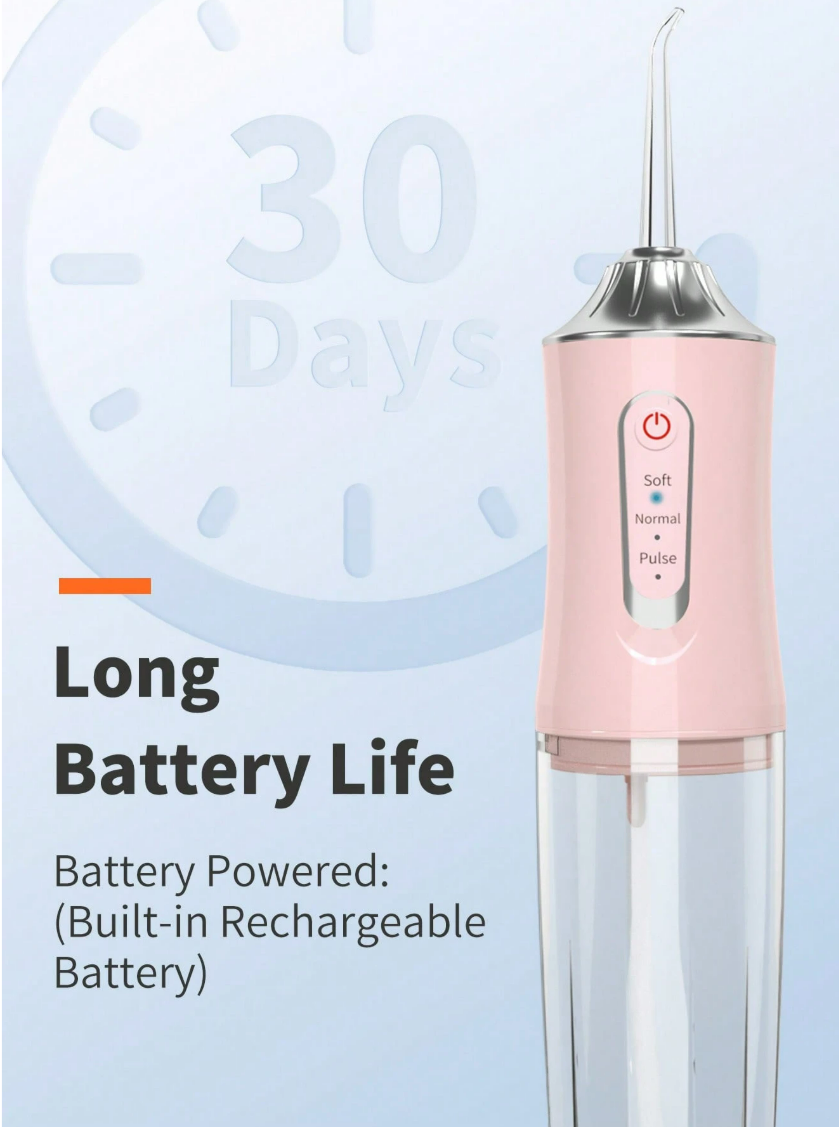 30
Days
Soft
Normal
Pulse
Long
Battery Life
Battery Powered:
(Built-in Rechargeable
Battery)